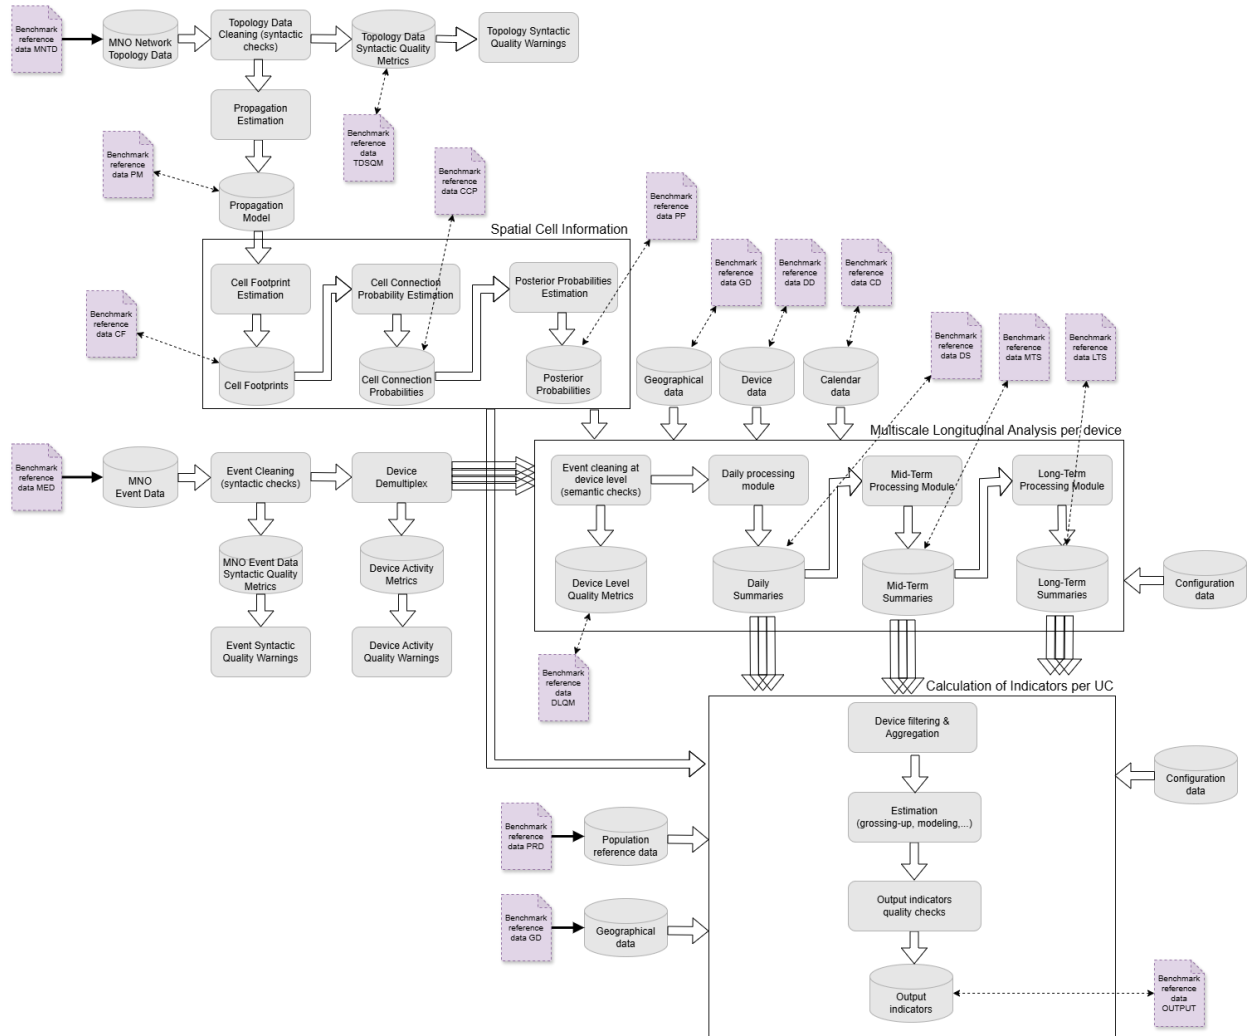 Benchmark
reference
data MNTD
MNO Network
Topology Data
Topology Data
Cleaning (syntactic
checks)
Topology Data
Syntactic Quality
Metrics
Topology Syntactic
Quality Warnings
Propagation
Estimation
Benchmark
reference
data
TDSQM
Benchmark
reference
data PM
Benchmark
reference
data CCP
Benchmark
reference
data PP
Propagation
Model
Spatial Cell Information
Cell Footprint
Estimation
Cell Connection
Probability Estimation
Posterior Probabilities
Estimation
Benchmark
reference
data GD
Benchmark
reference
data DD
Benchmark
reference
data CD
Benchmark
reference
data CF
Cell Footprints
Cell Connection
Probabilities
Posterior
Probabilities
Geographical
data
Device
data
Calendar
data
Benchmark
reference
data DS
Benchmark
reference
data MTS
Benchmark
reference
data LTS
Multiscale Longitudinal Analysis per device
Benchmark
reference
data MED
MNO
Event Data
Event Cleaning
(syntactic checks)
Device
Demultiplex
Event cleaning at
device level
(semantic checks)
Daily processing
module
Mid-Term
Processing Module
Long-Term
Processing Module
MNO Event Data
Syntactic Quality
Metrics
Device Activity
Metrics
Device Level
Quality Metrics
Daily
Summaries
Mid-Term
Summaries
Long-Term
Summaries
Configuration
data
Event Syntactic
Quality Warnings
Device Activity
Quality Warnings
Benchmark
reference
data
DLQM
Calculation of Indicators per UC
Device filtering &
Aggregation
Configuration
data
Estimation
(grossing-up, modeling,...)
Benchmark
reference
data PRD
Population
reference data
Output indicators
quality checks
Benchmark
reference
data GD
Geographical
data
Output
indicators
Benchmark
reference
data
OUTPUT